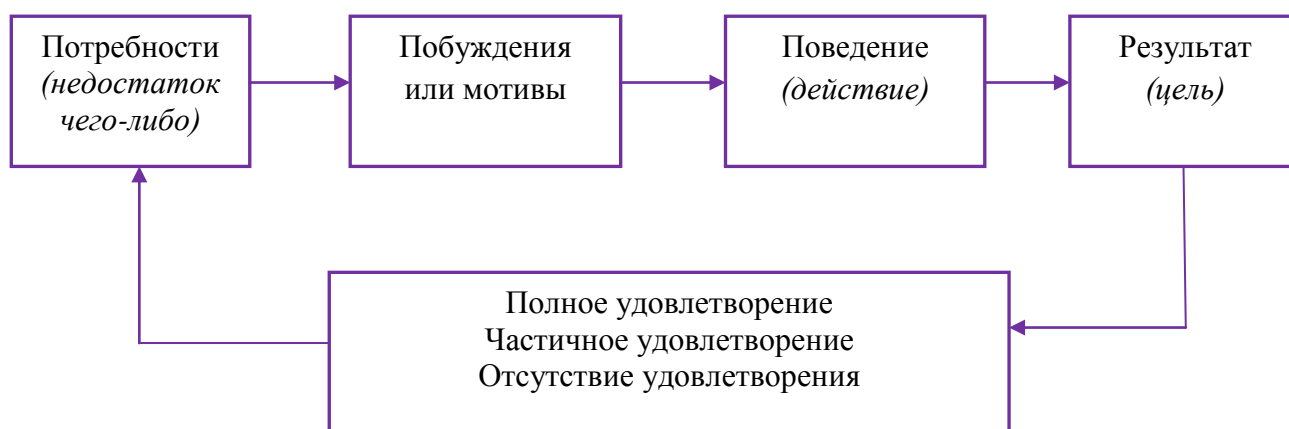 Потребности
(недостаток
чего-либо)
Побуждения
или мотивы
Поведение
(действие)
Результат
(цель)
Полное удовлетворение
Частичное удовлетворение
Отсутствие удовлетворения